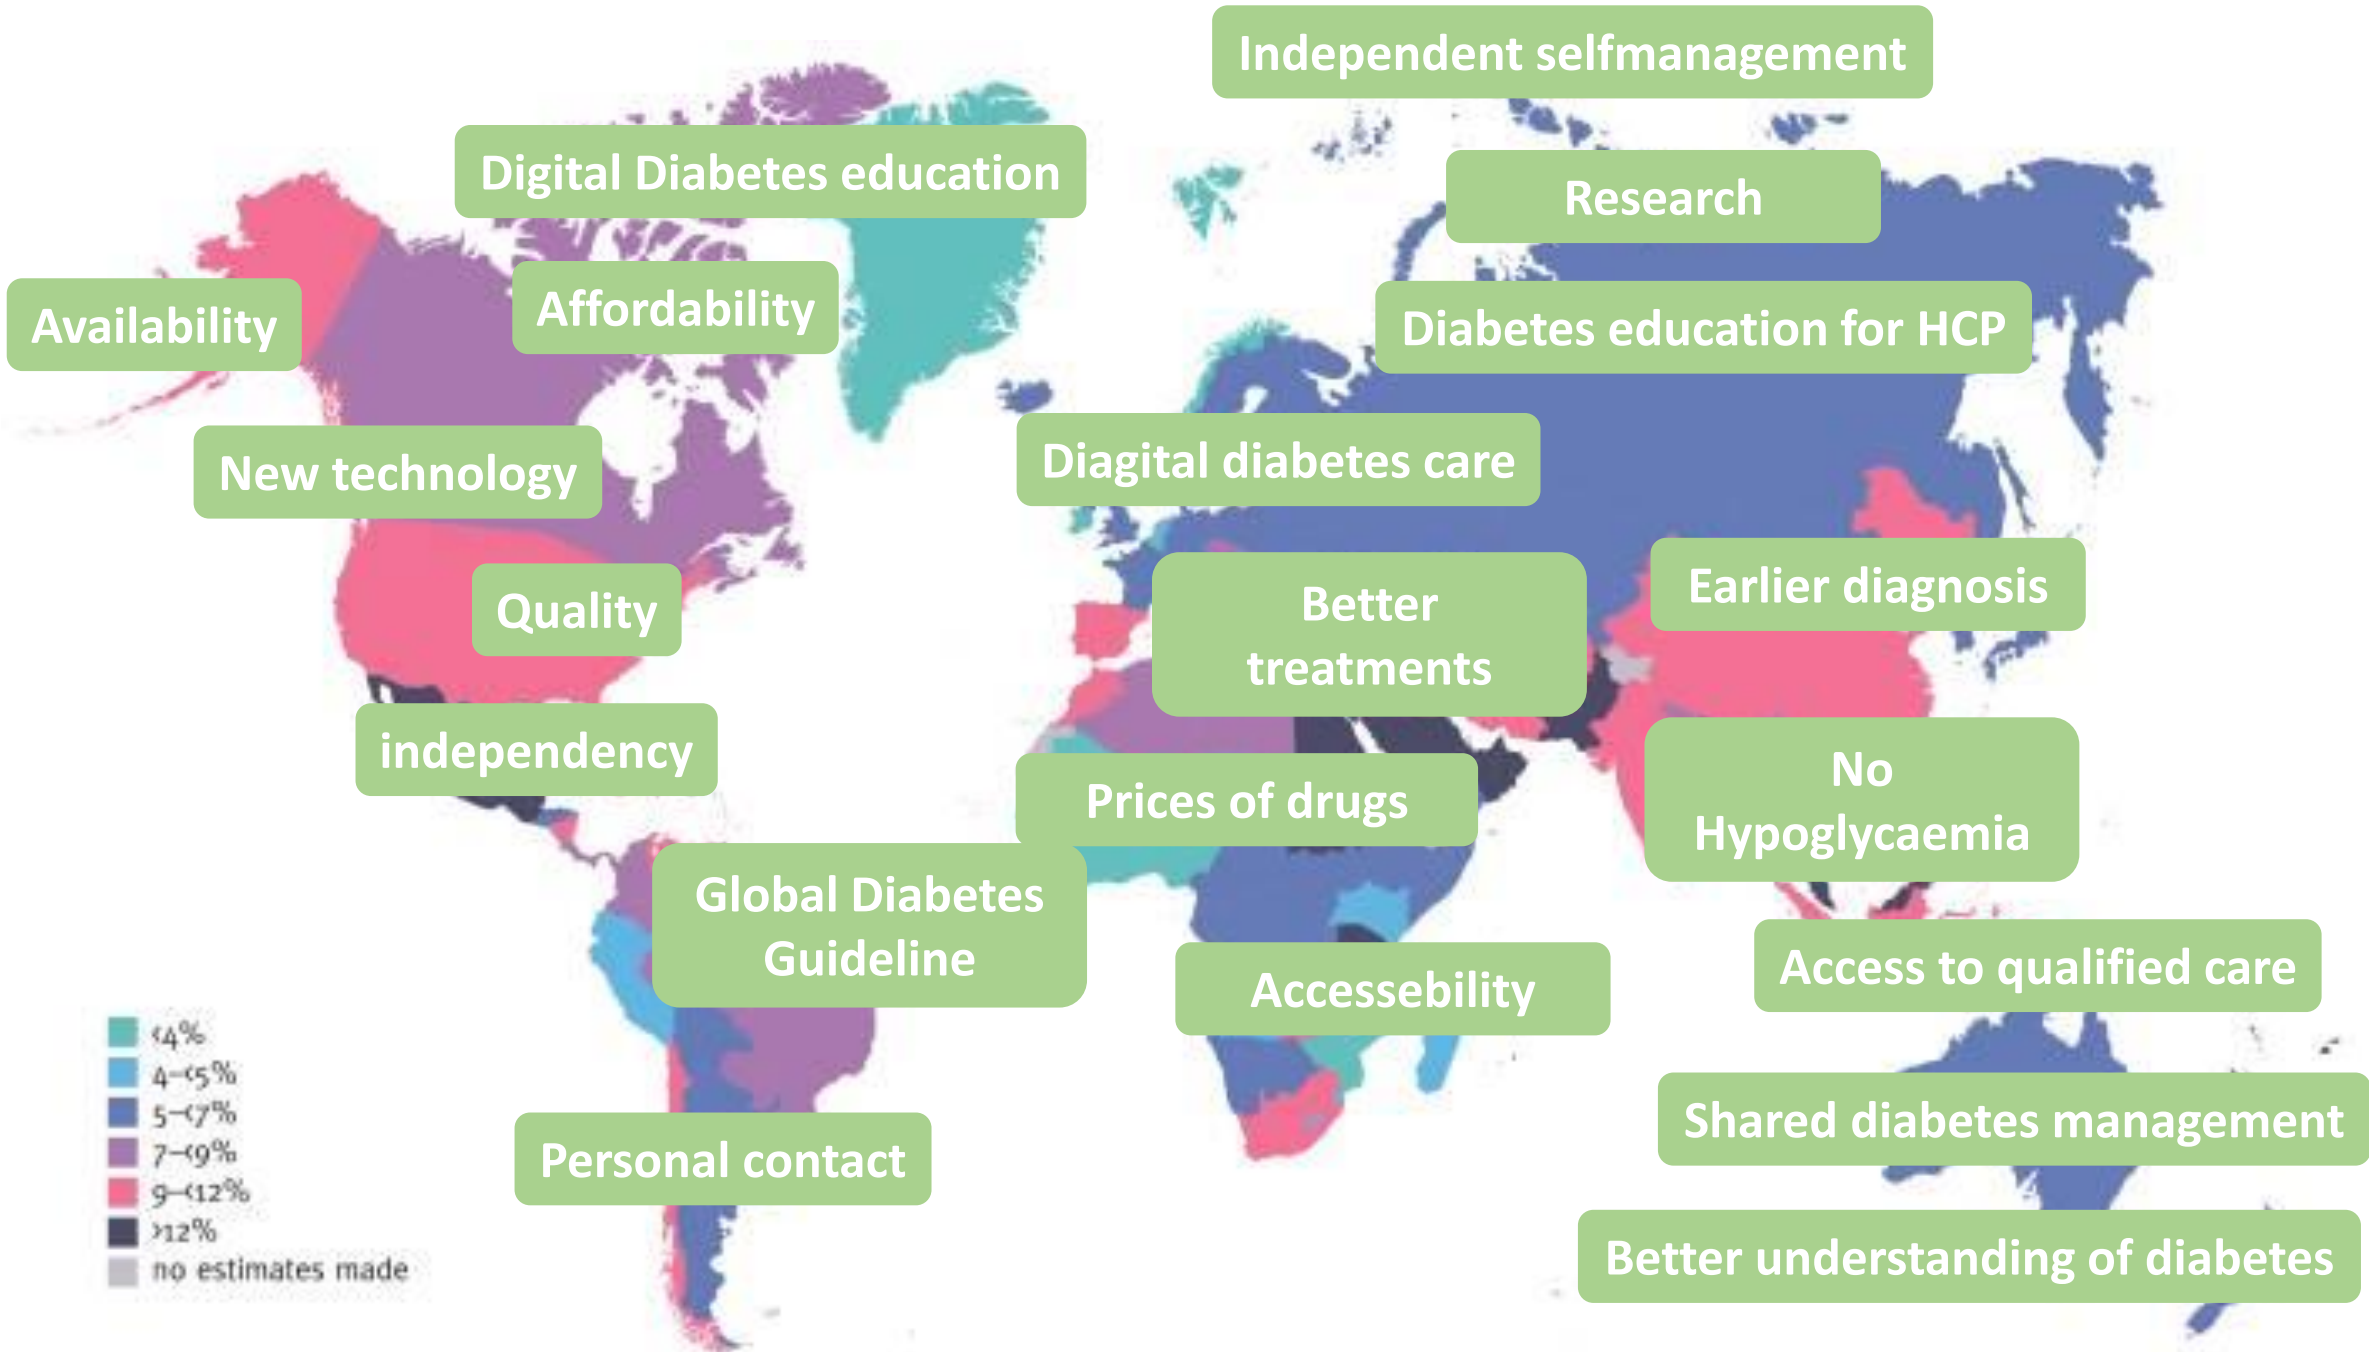 Independent selfmanagement
Digital Diabetes education
Research
Availability
Affordability
Diabetes education for HCP
New technology
Diagital diabetes care
Quality
Better
treatments
Earlier diagnosis
independency
Prices of drugs
No
Hypoglycaemia
Global Diabetes
Guideline
Accessebility
Access to qualified care
<4%
4–<5%
5–<7%
7–<9%
9–<12%
>12%
no estimates made
Personal contact
Shared diabetes management
Better understanding of diabetes